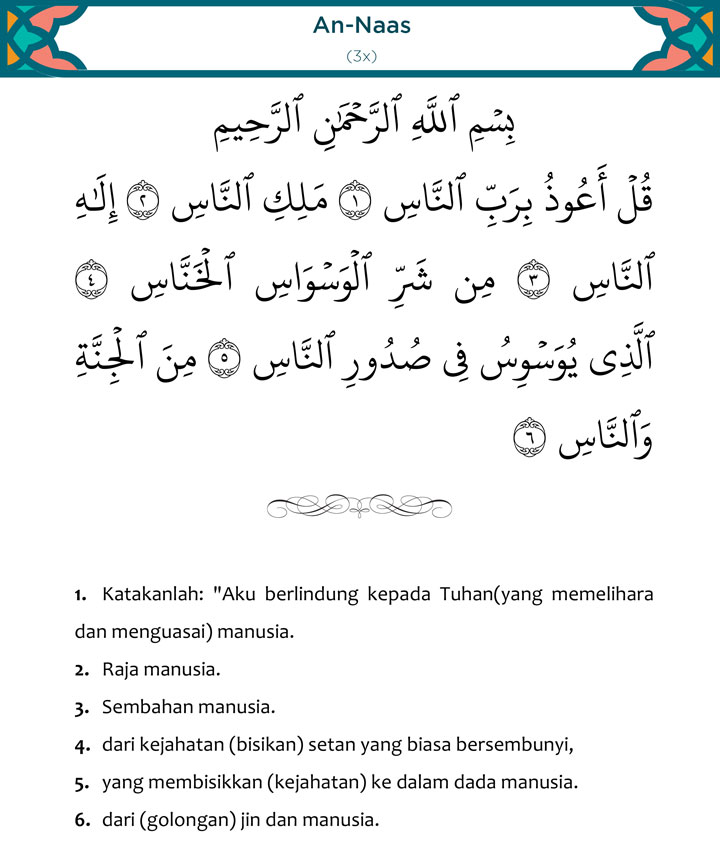 An-Naas
(3x)
بِسْمِ ٱللَّهِ ٱلرَّحْمَٰنِ ٱلرَّحِيمِ
قُلْ أَعُوذُ بِرَبِّ ٱلنَّاسِ ١ مَلِكِ ٱلنَّاسِ ٢ إِلَٰهِ
ٱلنَّاسِ ٣ مِن شَرِّ ٱلْوَسْوَاسِ ٱلْخَنَّاسِ ٤
ٱلَّذِى يُوَسْوِسُ فِى صُدُورِ ٱلنَّاسِ ٥ مِنَ ٱلْجِنَّةِ
وَٱلنَّاسِ ٦
1. Katakanlah: "Aku berlindung kepada Tuhan(yang memelihara
dan menguasai) manusia.
2. Raja manusia.
3. Sembahan manusia.
4. dari kejahatan (bisikan) setan yang biasa bersembunyi,
5. yang membisikkan (kejahatan) ke dalam dada manusia.
6. dari (golongan) jin dan manusia.